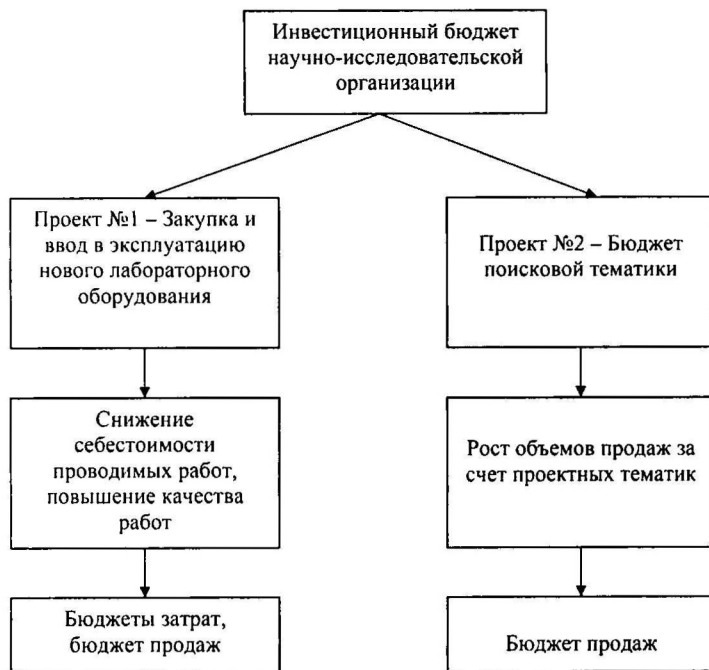 Инвестиционный бюджет
научно-исследовательской
организации
Проект №1 – Закупка и
ввод в эксплуатацию
нового лабораторного
оборудования
Проект №2 – Бюджет
поисковой тематики
Снижение
себестоимости
проводимых работ,
повышение качества
работ
Рост объемов продаж за
счет проектных тематик
Бюджеты затрат,
бюджет продаж
Бюджет продаж